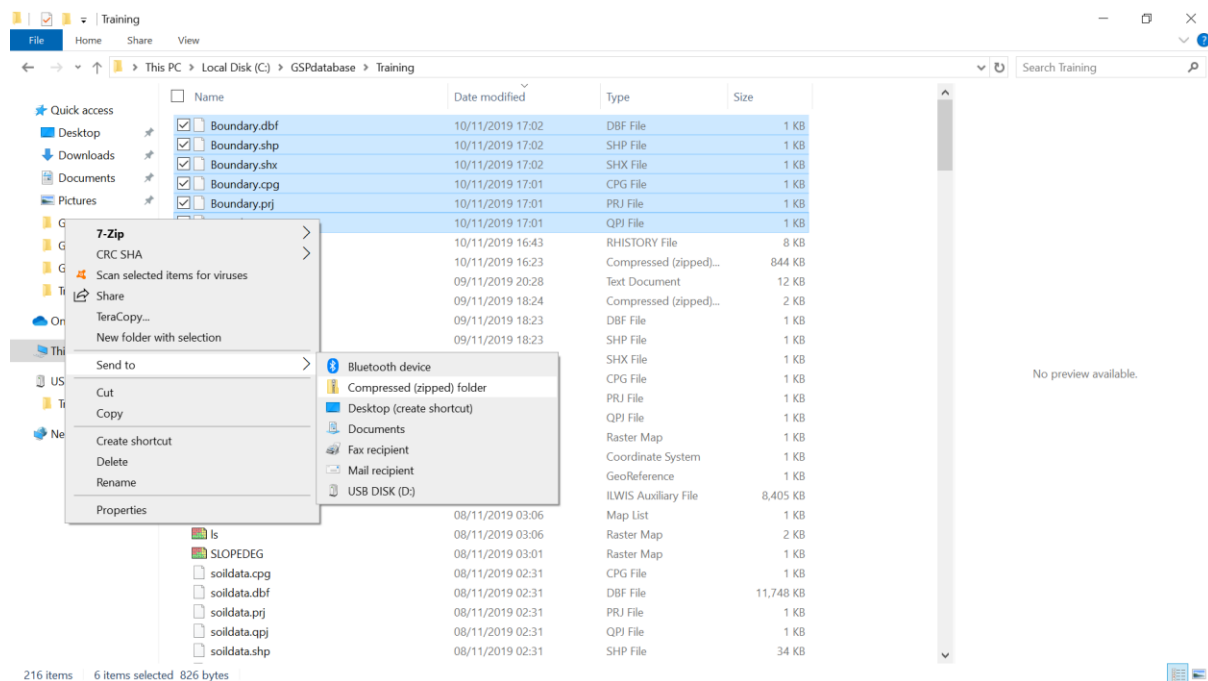 Training
File Home Share View
This PC > Local Disk (C:) > GSPdatabase > Training
Search Training
Name Date modified Type Size
Quick access
Desktop
Downloads
Documents
Pictures
G
G
G
On
Thi
US
Ne
Boundary.dbf 10/11/2019 17:02 DBF File 1 KB
Boundary.shp 10/11/2019 17:02 SHP File 1 KB
Boundary.shx 10/11/2019 17:02 SHX File 1 KB
Boundary.cpg 10/11/2019 17:01 CPG File 1 KB
Boundary.prj 10/11/2019 17:01 PRJ File 1 KB
10/11/2019 17:01 QPJ File 1 KB
10/11/2019 16:43 RHISTORY File 8 KB
10/11/2019 16:23 Compressed (zipped)... 844 KB
09/11/2019 20:28 Text Document 12 KB
09/11/2019 18:24 Compressed (zipped)... 2 KB
09/11/2019 18:23 DBF File 1 KB
09/11/2019 18:23 SHP File 1 KB
SHX File 1 KB
CPG File 1 KB
PRJ File 1 KB
QPJ File 1 KB
Raster Map 1 KB
Coordinate System 1 KB
GeoReference 1 KB
ILWIS Auxiliary File 8,405 KB
08/11/2019 03:06 Map List 1 KB
ls 08/11/2019 03:06 Raster Map 2 KB
SLOPEDEG 08/11/2019 03:01 Raster Map 1 KB
soildata.cpg 08/11/2019 02:31 CPG File 1 KB
soildata.dbf 08/11/2019 02:31 DBF File 11,748 KB
soildata.prj 08/11/2019 02:31 PRJ File 1 KB
soildata.qpj 08/11/2019 02:31 QPJ File 1 KB
soildata.shp 08/11/2019 02:31 SHP File 34 KB
7-Zip
CRC SHA
Scan selected items for viruses
Share
TeraCopy...
New folder with selection
Send to
Cut
Copy
Create shortcut
Delete
Rename
Properties
Bluetooth device
Compressed (zipped) folder
Desktop (create shortcut)
Documents
Fax recipient
Mail recipient
USB DISK (D:)
No preview available.
216 items 6 items selected 826 bytes